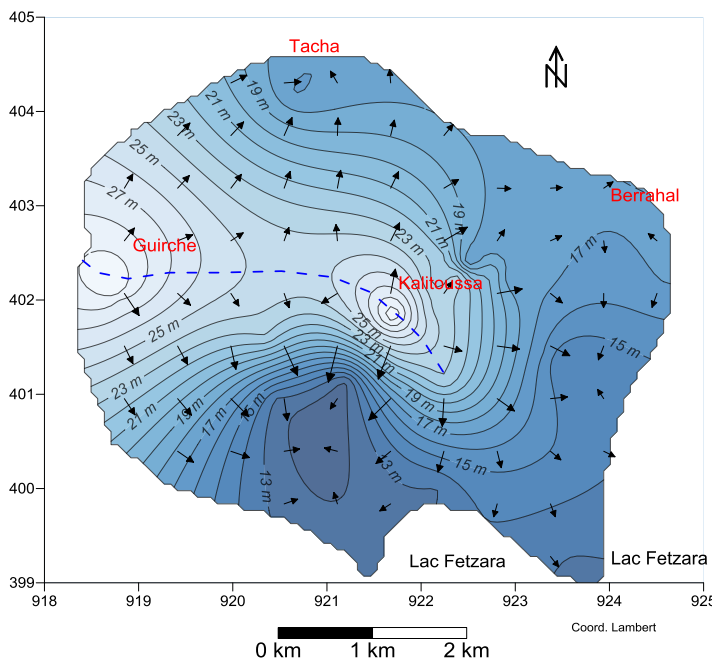 405
Tacha
N
19 m
404
21 m
23 m
25 m
403
27 m
Berrahal
19 m
21 m
23 m
Guirche
17 m
402
Kalitoussa
25 m
25 m
23 m
21 m
15 m
401
23 m
21 m
19 m
17 m
15 m
19 m
17 m
15 m
13 m
13 m
400
Lac Fetzara
Lac Fetzara
399
918
919
920
921
922
923
924
925
Coord. Lambert
0 km
1 km
2 km